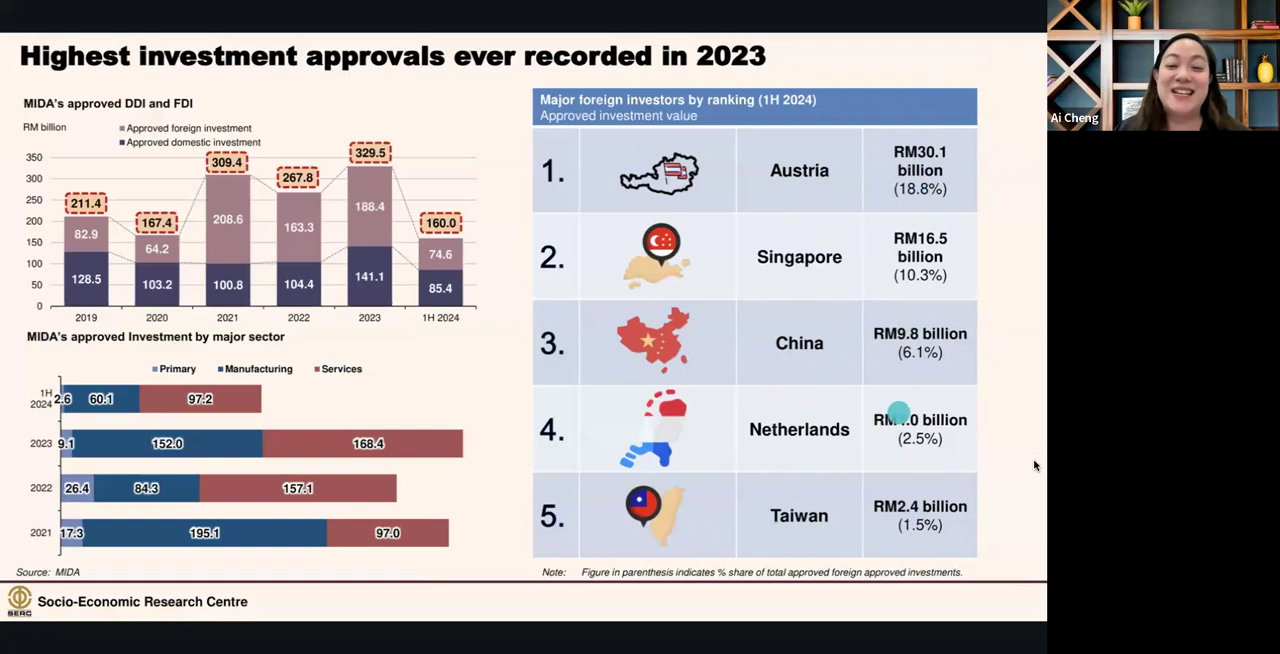 Highest investment approvals ever recorded in 2023
MIDA's approved DDI and FDI
RM billion
Approved foreign investment
Approved domestic investment
350
300
250
200
150
100
50
0
211.4
167.4
309.4
267.8
329.5
160.0
82.9
64.2
208.6
163.3
188.4
74.6
128.5
103.2
100.8
104.4
141.1
85.4
2019
2020
2021
2022
2023
1H 2024
MIDA's approved Investment by major sector
Primary
Manufacturing
Services
1H
2024
2.6
60.1
97.2
2023
9.1
152.0
168.4
2022
26.4
84.3
157.1
2021
17.3
195.1
97.0
Source: MIDA
Major foreign investors by ranking (1H 2024)
Approved investment value
1.
Austria
RM30.1
billion
(18.8%)
2.
Singapore
RM16.5
billion
(10.3%)
3.
China
RM9.8 billion
(6.1%)
4.
Netherlands
billion
(2.5%)
5.
Taiwan
RM2.4 billion
(1.5%)
Note: Figure in parenthesis indicates % share of total approved foreign approved investments.
SERC
Socio-Economic Research Centre
Ai Cheng